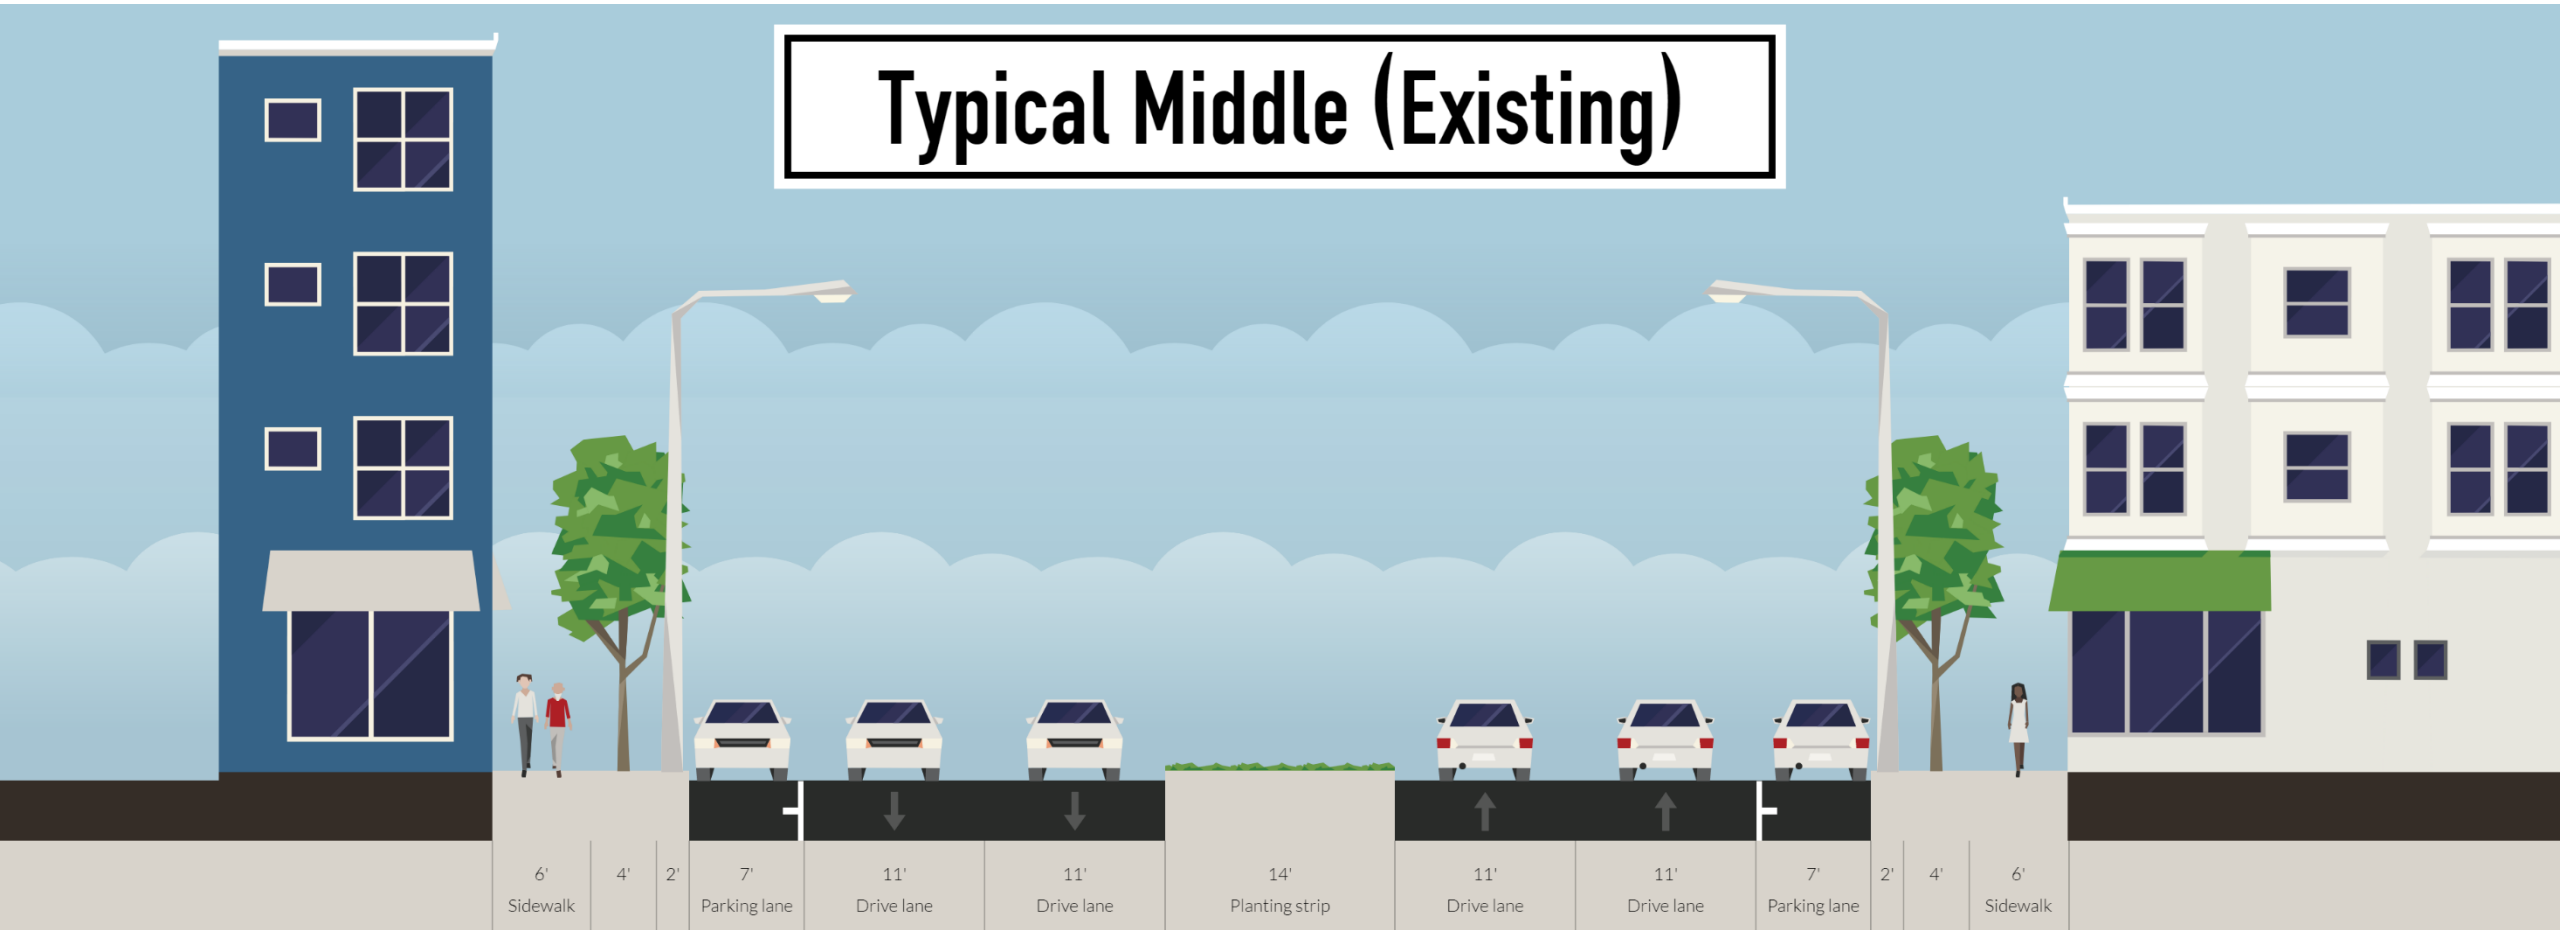 Typical Middle (Existing)
6' 4' 2' 7' 11' 11' 14' 11' 11' 7' 2' 4' 6'
Sidewalk Parking lane Drive lane Drive lane Planting strip Drive lane Drive lane Parking lane Sidewalk